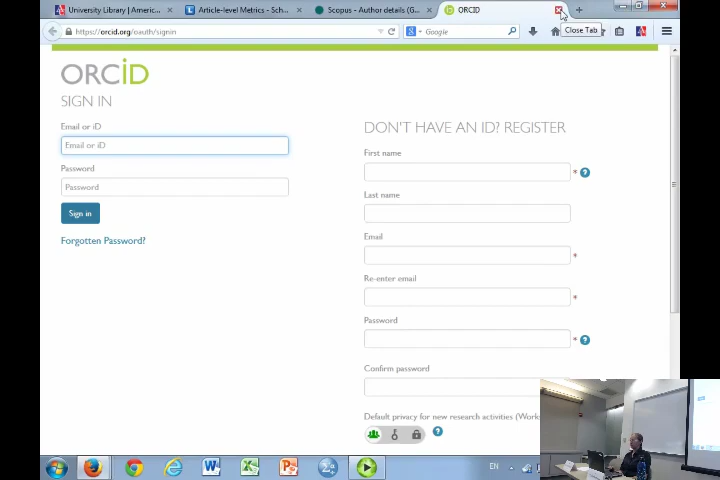 University Library | Americ...
Article-level Metrics - Sch...
Scopus - Author details (G...
ORCID
https://orcid.org/oauth/signin
Google
Close Tab
ORCID
SIGN IN
Email or iD
Email or iD
Password
Password
Sign in
Forgotten Password?
DON'T HAVE AN ID? REGISTER
First name
*
Last name
Email
*
Re-enter email
*
Password
*
Confirm password
Default privacy for new research activities (Work
EN